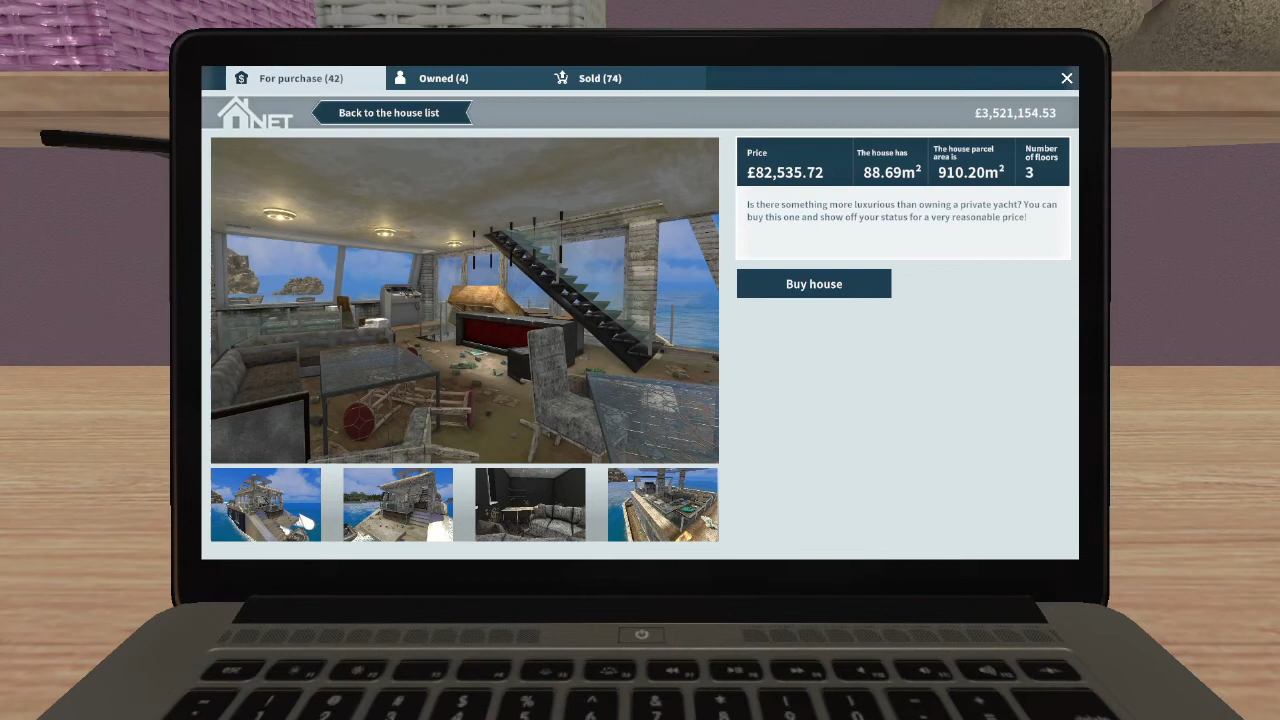 For purchase (42)
Owned (4)
Sold (74)
NET
Back to the house list
£3,521,154.53
Price
£82,535.72
The house has
88.69m²
The house parcel
area is
910.20m²
Number
of floors
3
Is there something more luxurious than owning a private yacht? You can
buy this one and show off your status for a very reasonable price!
Buy house